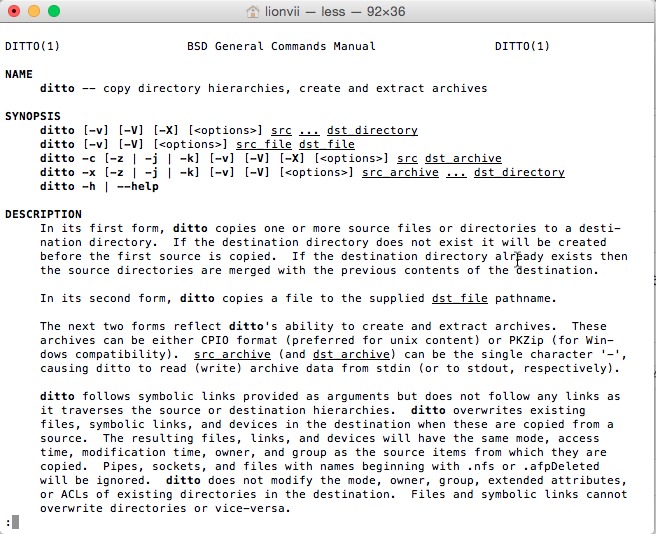 lionvii — less — 92×36
DITTO(1) BSD General Commands Manual DITTO(1)
NAME
ditto -- copy directory hierarchies, create and extract archives
SYNOPSIS
ditto [-v] [-V] [-X] [<options>] src ... dst_directory
ditto [-v] [-V] [<options>] src_file dst_file
ditto -c [-z | -j | -k] [-v] [-V] [-X] [<options>] src dst_archive
ditto -x [-z | -j | -k] [-v] [-V] [<options>] src_archive ... dst_directory
ditto -h | --help
DESCRIPTION
In its first form, ditto copies one or more source files or directories to a desti-
nation directory.  If the destination directory does not exist it will be created
before the first source is copied.  If the destination directory already exists then
the source directories are merged with the previous contents of the destination.
In its second form, ditto copies a file to the supplied dst_file pathname.
The next two forms reflect ditto's ability to create and extract archives.  These
archives can be either CPIO format (preferred for unix content) or PKZip (for Win-
dows compatibility).  src_archive (and dst_archive) can be the single character '-',
causing ditto to read (write) archive data from stdin (or to stdout, respectively).
ditto follows symbolic links provided as arguments but does not follow any links as
it traverses the source or destination hierarchies.  ditto overwrites existing
files, symbolic links, and devices in the destination when these are copied from a
source.  The resulting files, links, and devices will have the same mode, access
time, modification time, owner, and group as the source items from which they are
copied.  Pipes, sockets, and files with names beginning with .nfs or .afpDeleted
will be ignored.  ditto does not modify the mode, owner, group, extended attributes,
or ACLs of existing directories in the destination.  Files and symbolic links cannot
overwrite directories or vice-versa.
: